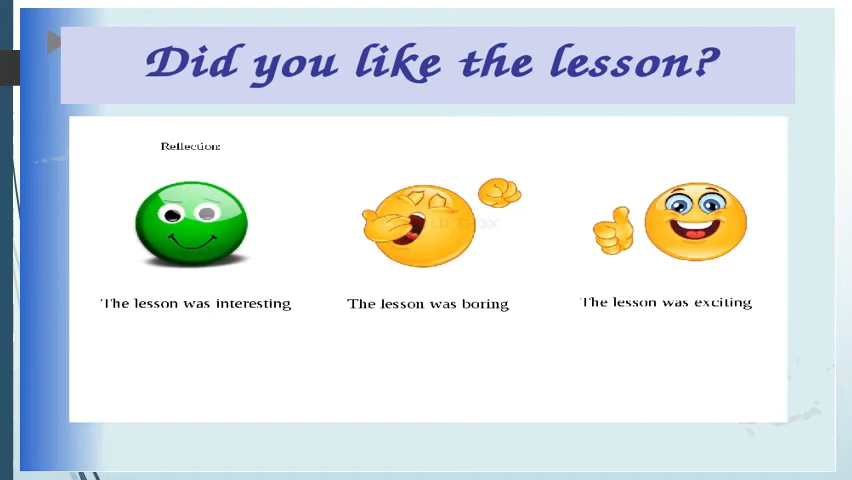 Did you like the lesson?
Reflection:
The lesson was interesting
The lesson was boring
The lesson was exciting